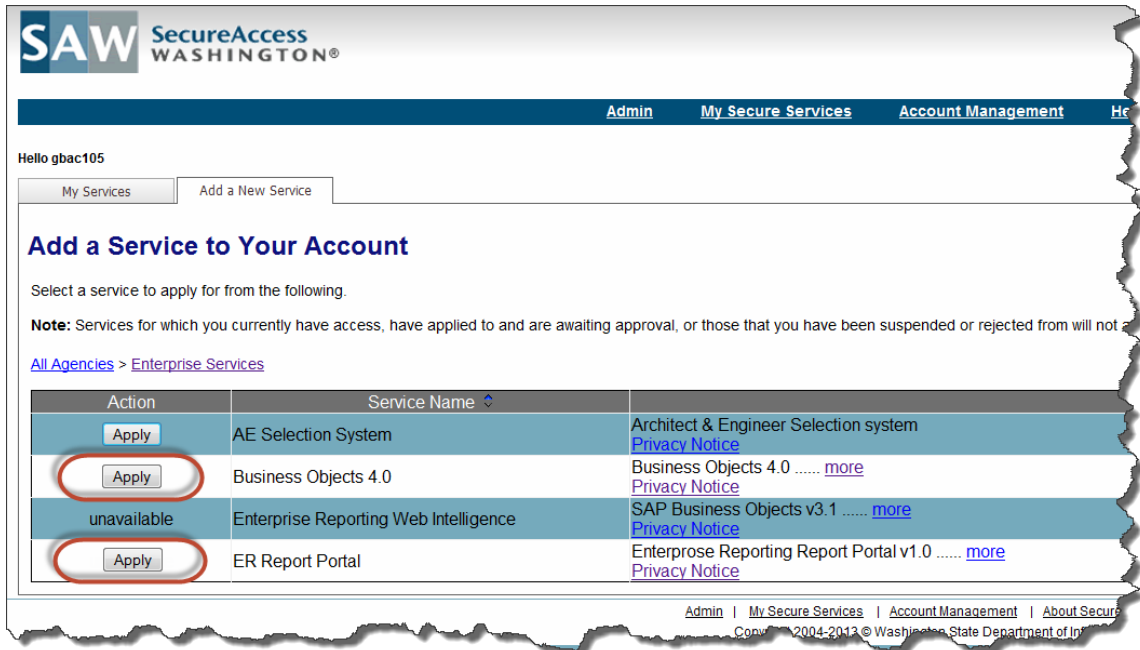 SAW SecureAccess
WASHINGTON®
Admin My Secure Services Account Management
Hello gbac105
My Services Add a New Service
Add a Service to Your Account
Select a service to apply for from the following.
Note: Services for which you currently have access, have applied to and are awaiting approval, or those that you have been suspended or rejected from will not
All Agencies > Enterprise Services
Action Service Name
Apply AE Selection System Architect & Engineer Selection system
Privacy Notice
Apply Business Objects 4.0 Business Objects 4.0 ...... more
Privacy Notice
unavailable Enterprise Reporting Web Intelligence SAP Business Objects v3.1 ...... more
Privacy Notice
Apply ER Report Portal Enterprose Reporting Report Portal v1.0 ...... more
Privacy Notice
Admin | My Secure Services | Account Management | About Secure
2004-2013 © Washington State Department of